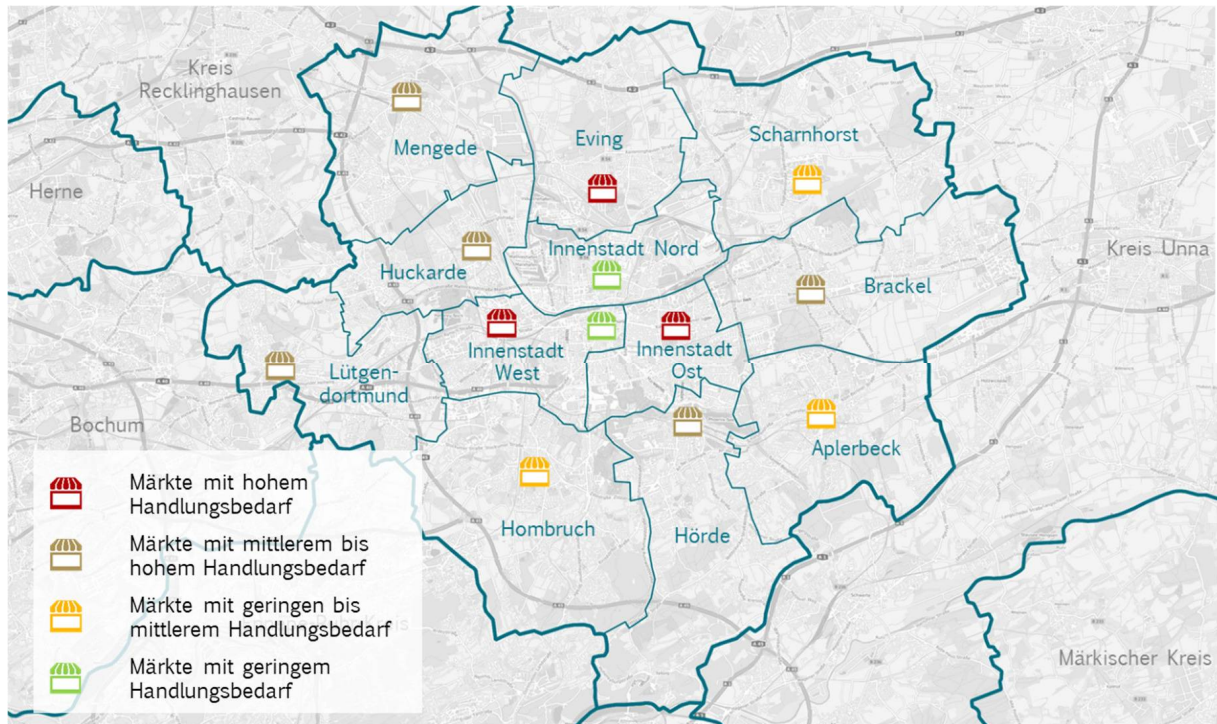 Kreis
Recklinghausen
Eving
Scharnhorst
Mengede
Herne
Innenstadt Nord
Kreis Unna
Huckarde
Brackel
Innenstadt
West
Innenstadt
Ost
Lütgen-
dortmund
Bochum
Aplerbeck
Hombruch
Hörde
Märkischer Kreis
Märkte mit hohem
Handlungsbedarf
Märkte mit mittlerem bis
hohem Handlungsbedarf
Märkte mit geringen bis
mittlerem Handlungsbedarf
Märkte mit geringem
Handlungsbedarf